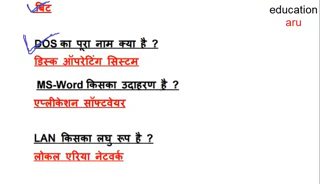 बिट
education
aru
DOS का पूरा नाम क्या है ?
डिस्क ऑपरेटिंग सिस्टम
MS-Word किसका उदाहरण है ?
एप्लीकेशन सॉफ्टवेयर
LAN किसका लघु रूप है ?
लोकल एरिया नेटवर्क